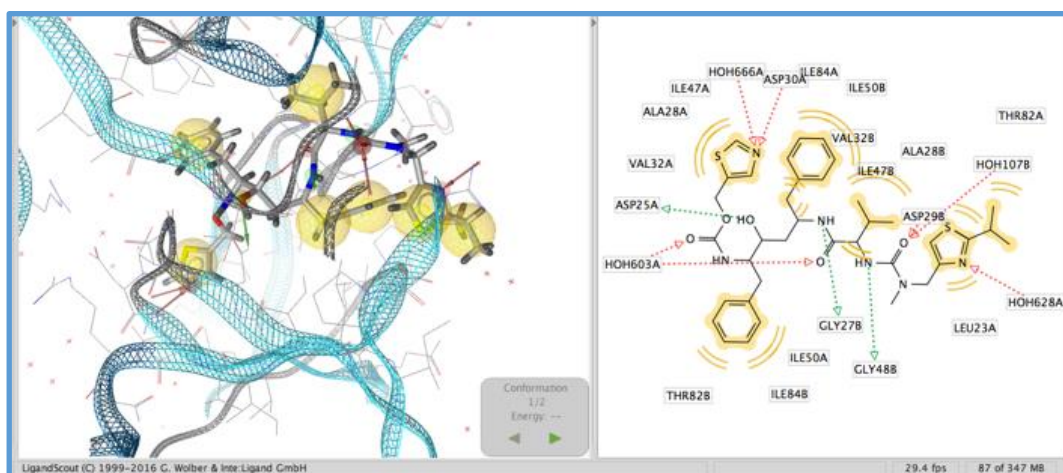 Conformation
1/2
Energy: --
HOH666A
ASP30A
ILE84A
ILE47A
ILE50B
ALA28A
THR82A
VAL32B
ALA28B
VAL32A
HOH107B
ILE47B
S
N
ASP25A
ASP29B
O
HO
NH
O
S
O
HOH603A
HN
O
HN
N
N
HOH628A
GLY27B
LEU23A
ILE50A
GLY48B
THR82B
ILE84B
LigandScout (C) 1999-2016 G. Wolber & Inte:Ligand GmbH
29.4 fps
87 of 347 MB